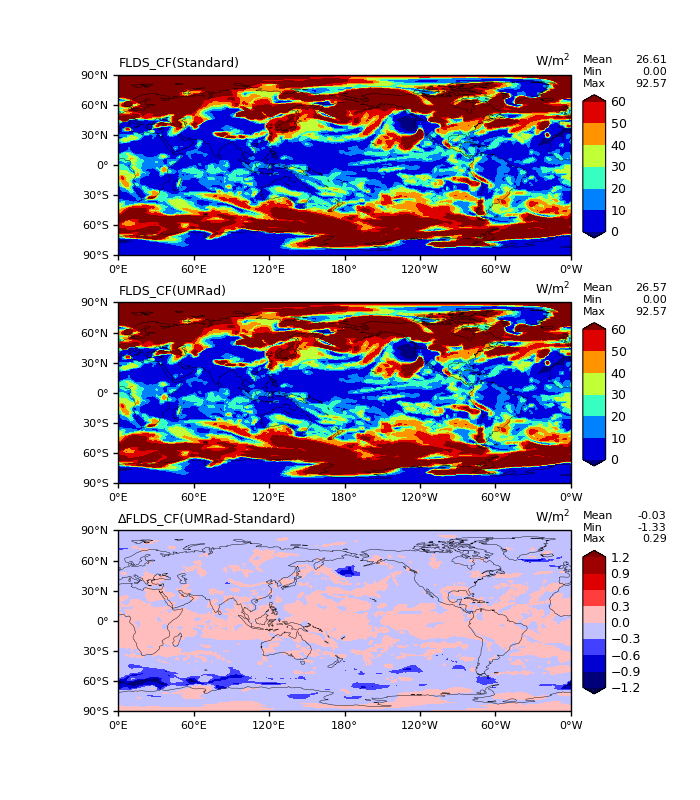 FLDS_CF(Standard) W/m2 Mean 26.61
Min 0.00
Max 92.57
90°N 60
60°N 50
30°N 40
0° 30
30°S 20
60°S 10
90°S 0
0°E 60°E 120°E 180° 120°W 60°W 0°W
FLDS_CF(UMRad) W/m2 Mean 26.57
Min 0.00
Max 92.57
90°N 60
60°N 50
30°N 40
0° 30
30°S 20
60°S 10
90°S 0
0°E 60°E 120°E 180° 120°W 60°W 0°W
ΔFLDS_CF(UMRad-Standard) W/m2 Mean -0.03
Min -1.33
Max 0.29
90°N 1.2
0.9
60°N 0.6
30°N 0.3
0° 0.0
−0.3
30°S −0.6
60°S −0.9
90°S −1.2
0°E 60°E 120°E 180° 120°W 60°W 0°W